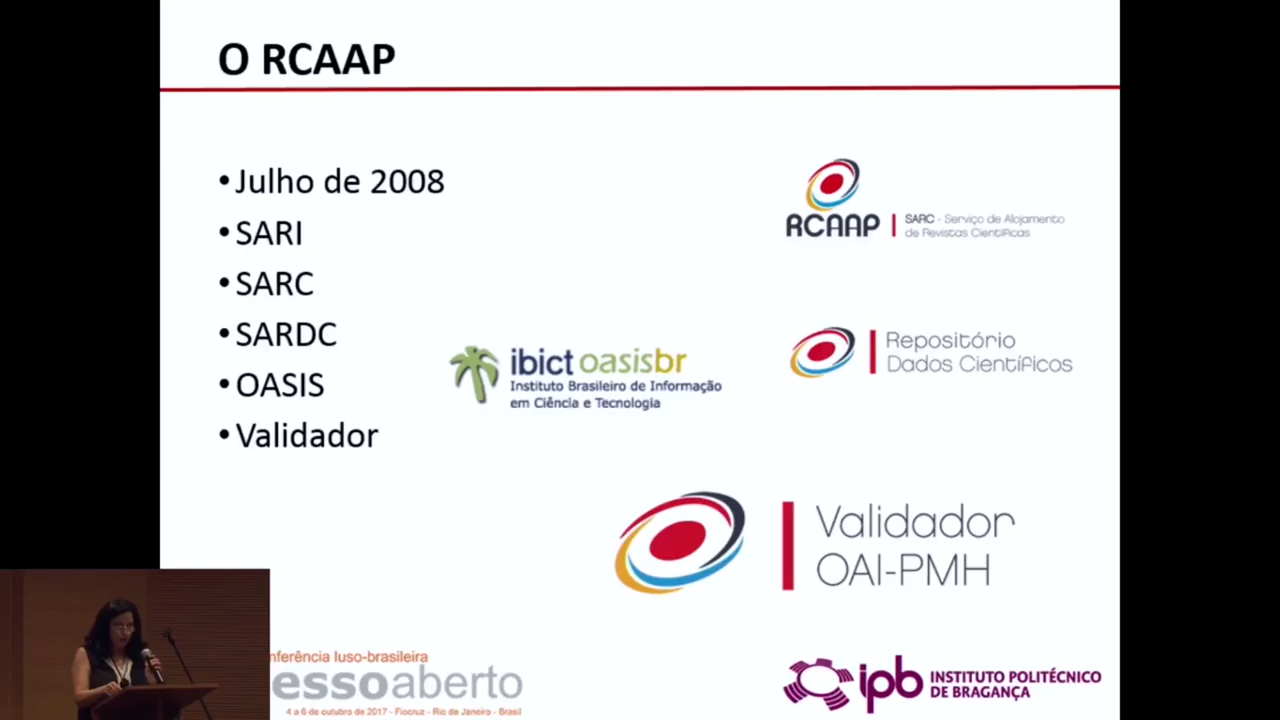 O RCAAP
•Julho de 2008
•SARI
•SARC
•SARDC
•OASIS
•Validador
RCAAP
SARC - Serviço de Alojamento
de Revistas Científicas
Repositório
Dados Científicos
ibict oasisbr
Instituto Brasileiro de Informação
em Ciência e Tecnologia
Validador
OAI-PMH
nferência luso-brasileira
essoaberto
4 a 6 de outubro de 2017 - Fiocruz - Rio de Janeiro - Brasil
ipb
INSTITUTO POLITÉCNICO
DE BRAGANÇA